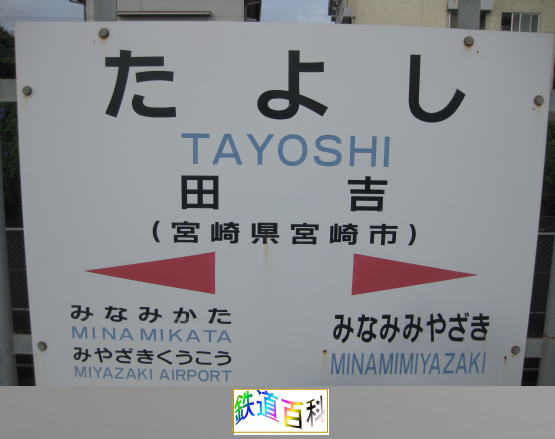 たよし
TAYOSHI
田吉
(宮崎県宮崎市)
みなみかた
MINAMIKATA
みやざきくうこう
MIYAZAKI AIRPORT
みなみみやざき
MINAMIMIYAZAKI
鉄道百科